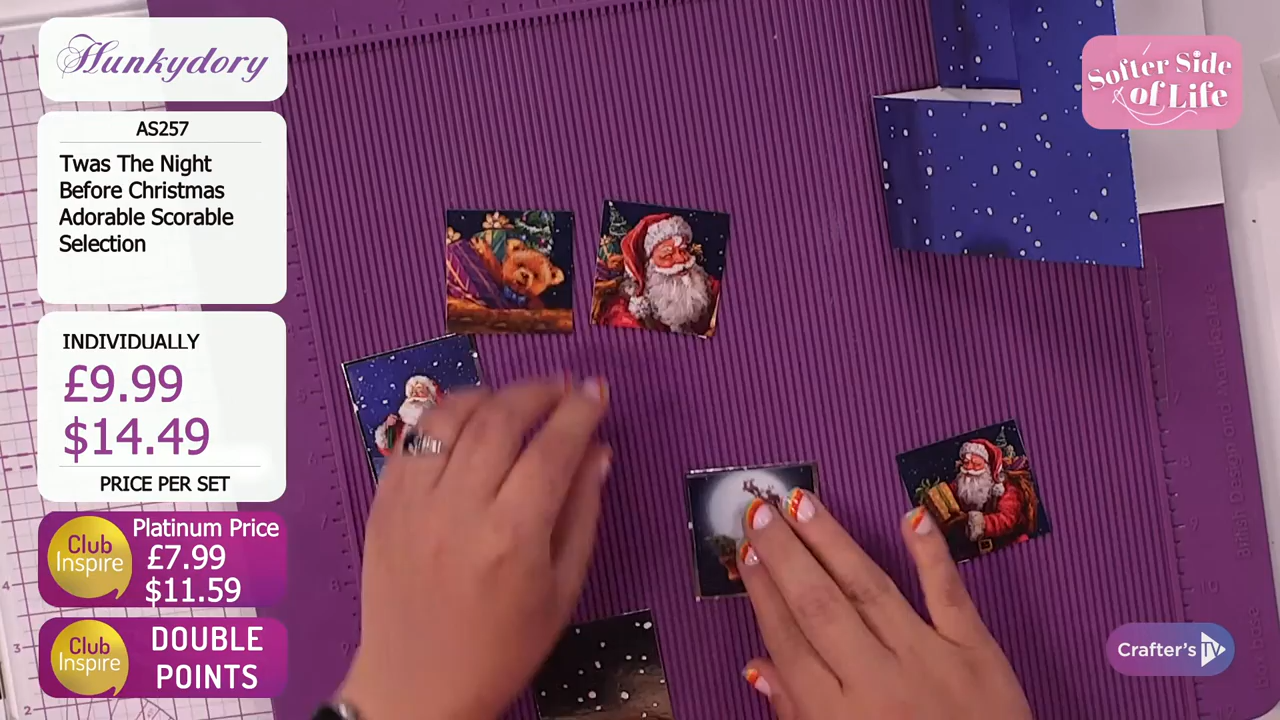 Hunkydory
AS257
Twas The Night
Before Christmas
Adorable Scorable
Selection
INDIVIDUALLY
£9.99
$14.49
PRICE PER SET
Club
Inspire
Platinum Price
£7.99
$11.59
Club
Inspire
DOUBLE
POINTS
Softer Side
of Life
Crafter's TV